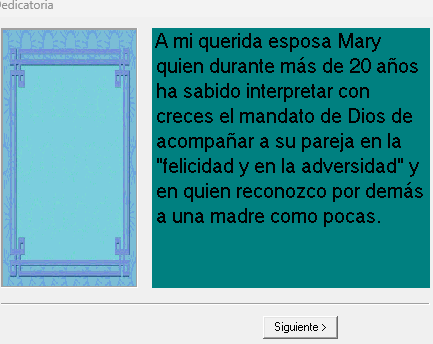 Dedicatoria
A mi querida esposa Mary
quien durante más de 20 años
ha sabido interpretar con
creces el mandato de Dios de
acompañar a su pareja en la
"felicidad y en la adversidad" y
en quien reconozco por demás
a una madre como pocas.
Siguiente >